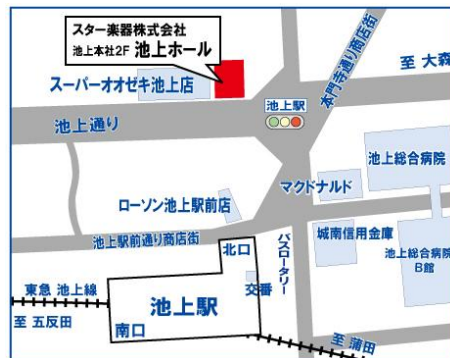 スター楽器株式会社
池上本社2F 池上ホール
スーパーオオゼキ池上店
本門寺通り商店街
至 大森
池上駅
池上通り
池上総合病院
マクドナルド
ローソン池上駅前店
池上駅前通り商店街
バスロータリー
城南信用金庫
池上総合病院
B館
北口
交番
東急 池上線
池上駅
至 五反田
南口
至 蒲田